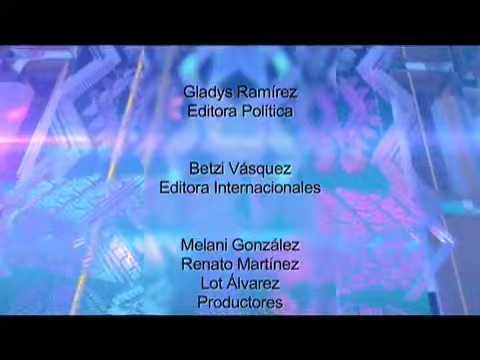 Gladys Ramírez
Editora Política
Betzi Vásquez
Editora Internacionales
Melani González
Renato Martínez
Lot Álvarez
Productores